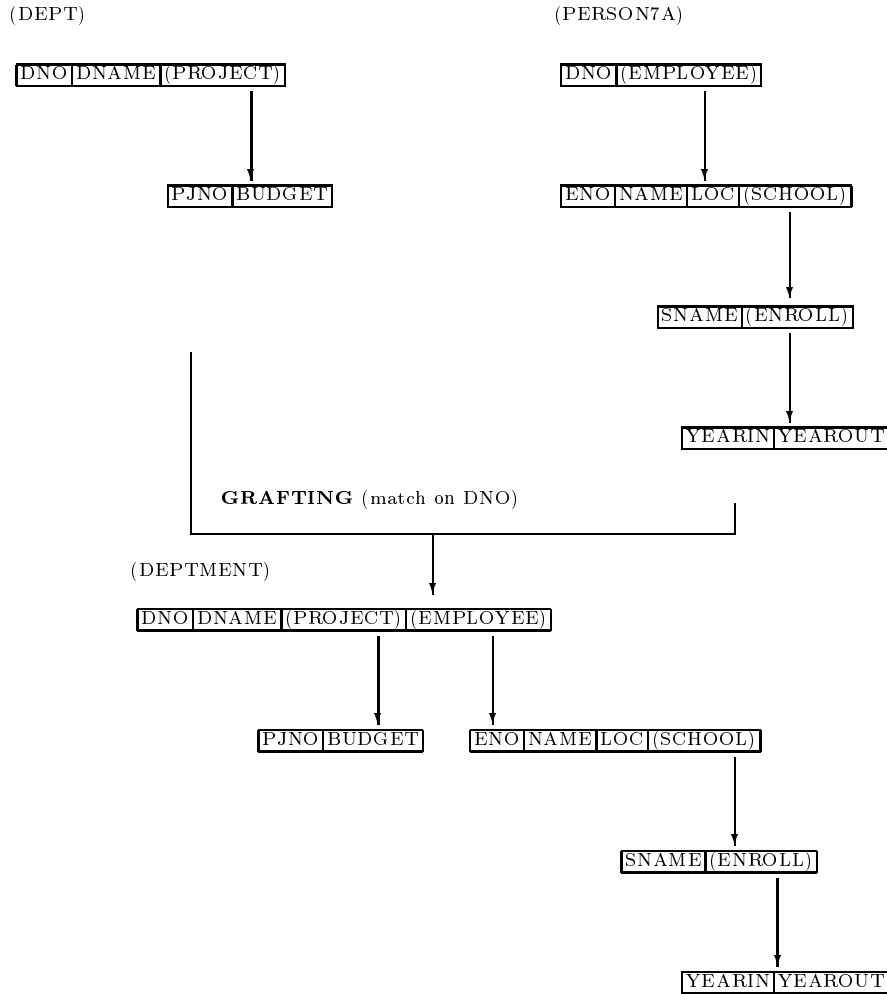 (DEPT) (PERSON7A)
DNO DNAME (PROJECT) DNO (EMPLOYEE)
PJNO BUDGET ENO NAME LOC (SCHOOL)
SNAME (ENROLL)
YEARIN YEAROUT
GRAFTING (match on DNO)
(DEPTMENT)
DNO DNAME (PROJECT) (EMPLOYEE)
PJNO BUDGET ENO NAME LOC (SCHOOL)
SNAME (ENROLL)
YEARIN YEAROUT